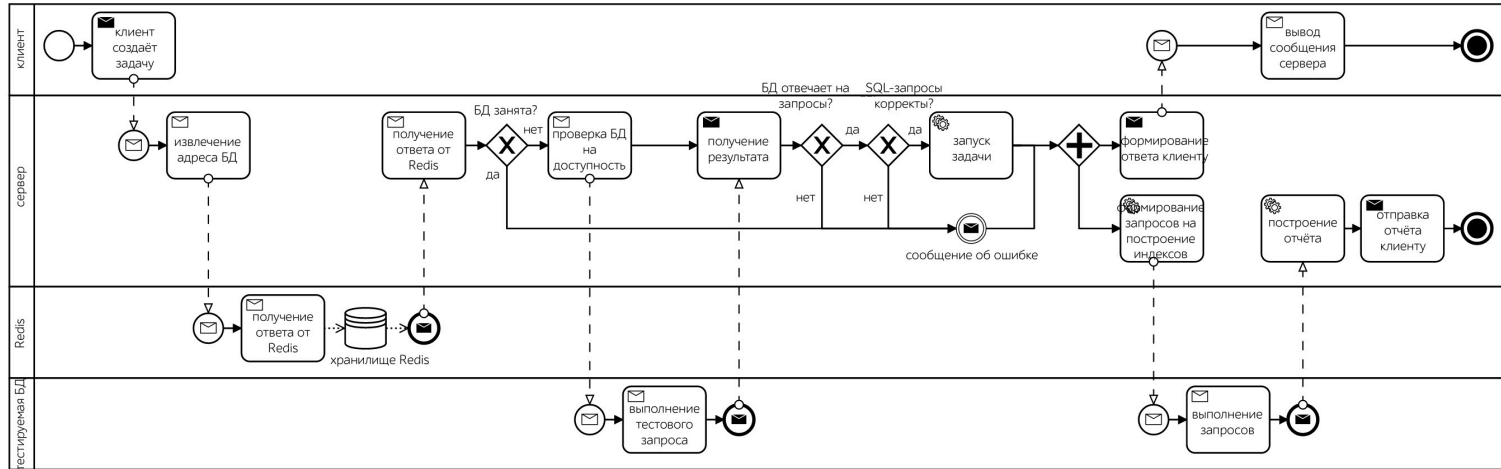 клиент
клиент
создаёт
задачу
вывод
сообщения
сервера
сервер
извлечение
адреса БД
получение
ответа от
Redis
БД занята?
нет
да
проверка БД
на
доступность
получение
результата
БД отвечает на
запросы?
да
нет
SQL-запросы
корректы?
да
нет
запуск
задачи
сообщение об ошибке
формирование
ответа клиенту
формирование
запросов на
построение
индексов
построение
отчёта
отправка
отчёта
клиенту
Redis
получение
ответа от
Redis
хранилище Redis
тестируемая БД
выполнение
тестового
запроса
выполнение
запросов